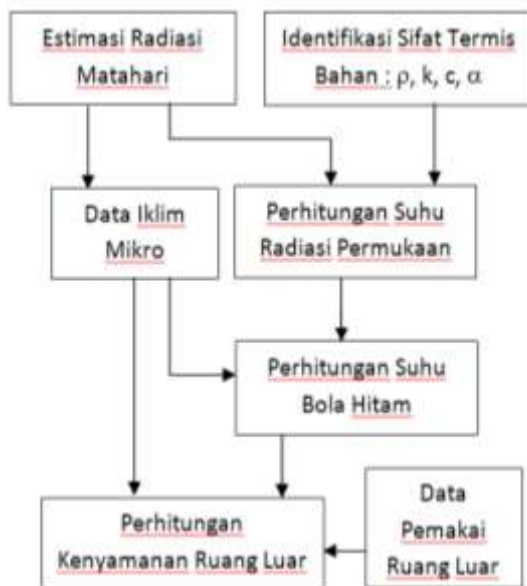 Estimasi Radiasi
Matahari
Identifikasi Sifat Termis
Bahan : ρ, k, c, α
Data Iklim
Mikro
Perhitungan Suhu
Radiasi Permukaan
Perhitungan Suhu
Bola Hitam
Perhitungan
Kenyamanan Ruang Luar
Data
Pemakai
Ruang Luar